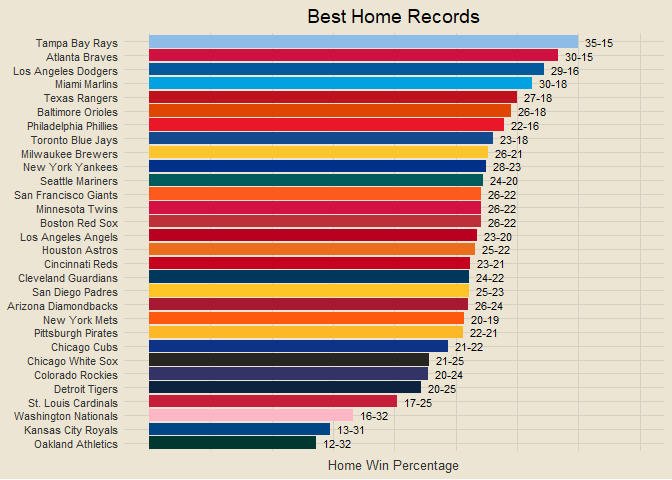 Best Home Records
Tampa Bay Rays 35-15
Atlanta Braves 30-15
Los Angeles Dodgers 29-16
Miami Marlins 30-18
Texas Rangers 27-18
Baltimore Orioles 26-18
Philadelphia Phillies 22-16
Toronto Blue Jays 23-18
Milwaukee Brewers 26-21
New York Yankees 28-23
Seattle Mariners 24-20
San Francisco Giants 26-22
Minnesota Twins 26-22
Boston Red Sox 26-22
Los Angeles Angels 23-20
Houston Astros 25-22
Cincinnati Reds 23-21
Cleveland Guardians 24-22
San Diego Padres 25-23
Arizona Diamondbacks 26-24
New York Mets 20-19
Pittsburgh Pirates 22-21
Chicago Cubs 21-22
Chicago White Sox 21-25
Colorado Rockies 20-24
Detroit Tigers 20-25
St. Louis Cardinals 17-25
Washington Nationals 16-32
Kansas City Royals 13-31
Oakland Athletics 12-32
Home Win Percentage